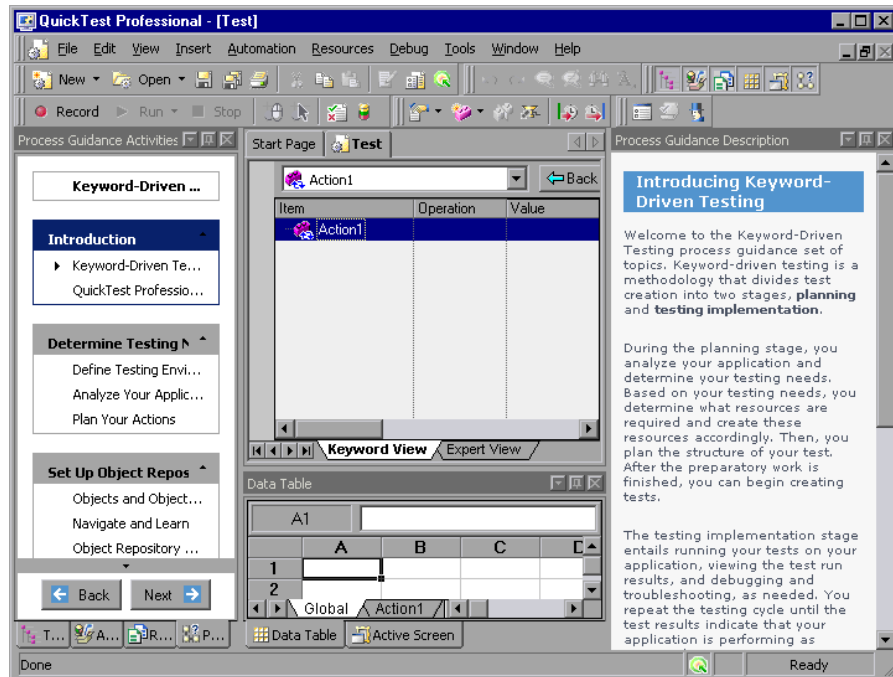 QuickTest Professional - [Test]
File Edit View Insert Automation Resources Debug Tools Window Help
New Open
Record Run Stop
Process Guidance Activities
Keyword-Driven ...
Introduction
Keyword-Driven Te...
QuickTest Professio...
Determine Testing N
Define Testing Envi...
Analyze Your Applic...
Plan Your Actions
Set Up Object Repos
Objects and Object...
Navigate and Learn
Object Repository ...
Back Next
T... A... R... P...
Start Page Test
Action1 Back
Item Operation Value
Action1
Keyword View Expert View
Data Table
A1
A B C D
1
2
Global Action1
Data Table Active Screen
Process Guidance Description
Introducing Keyword-
Driven Testing
Welcome to the Keyword-Driven
Testing process guidance set of
topics. Keyword-driven testing is a
methodology that divides test
creation into two stages, planning
and testing implementation.
During the planning stage, you
analyze your application and
determine your testing needs.
Based on your testing needs, you
determine what resources are
required and create these
resources accordingly. Then, you
plan the structure of your test.
After the preparatory work is
finished, you can begin creating
tests.
The testing implementation stage
entails running your tests on your
application, viewing the test run
results, and debugging and
troubleshooting, as needed. You
repeat the testing cycle until the
test results indicate that your
application is performing as
Done Ready